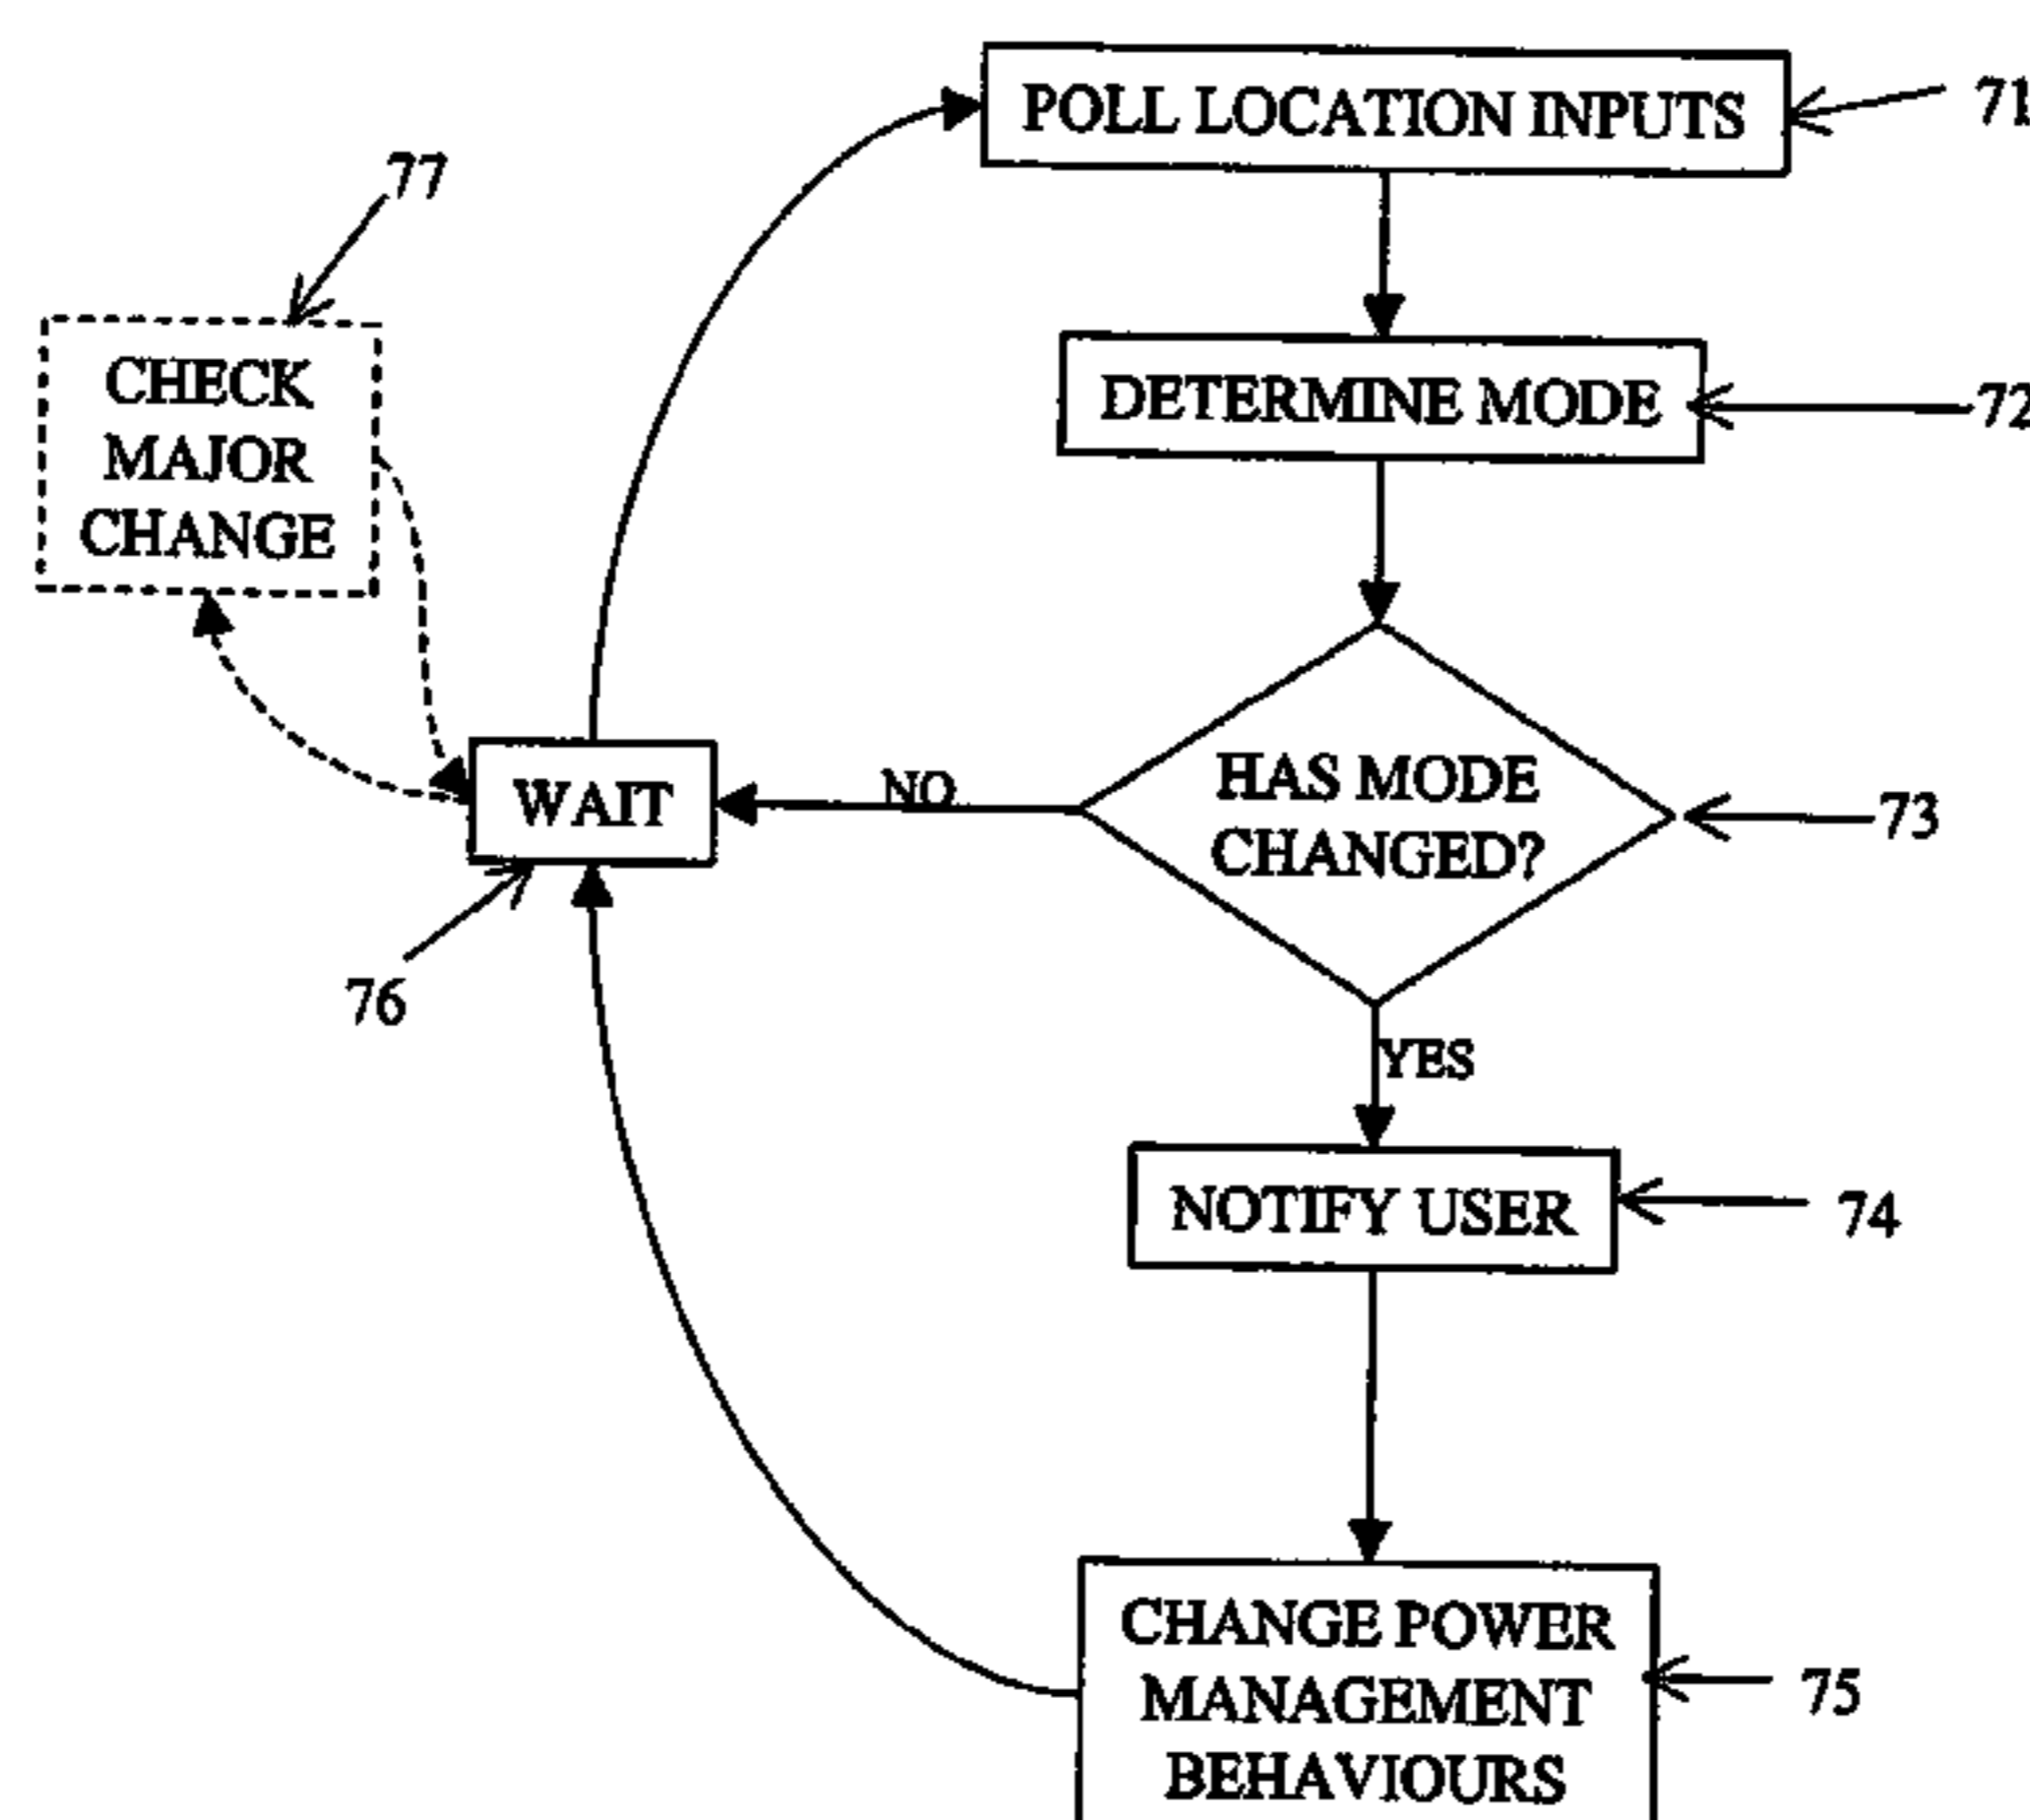 POLL LOCATION INPUTS
71
77
CHECK
MAJOR
CHANGE
DETERMINE MODE
72
HAS MODE
CHANGED?
73
NO
WAIT
76
YES
NOTIFY USER
74
CHANGE POWER
MANAGEMENT
BEHAVIOURS
75